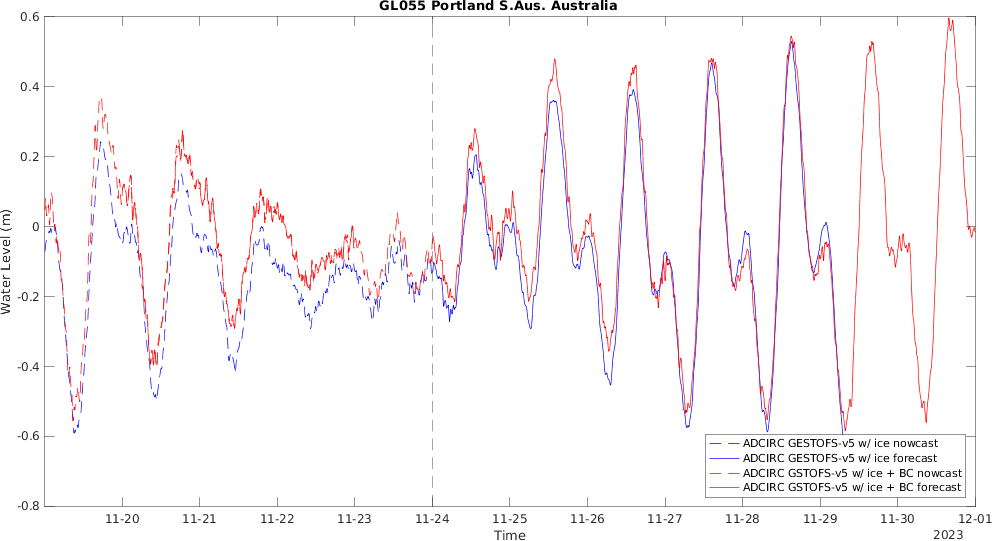 GL055 Portland S.Aus. Australia
Water Level (m)
0.6
0.4
0.2
0
-0.2
-0.4
-0.6
-0.8
ADCIRC GESTOFS-v5 w/ ice nowcast
ADCIRC GESTOFS-v5 w/ ice forecast
ADCIRC GSTOFS-v5 w/ ice + BC nowcast
ADCIRC GSTOFS-v5 w/ ice + BC forecast
11-20 11-21 11-22 11-23 11-24 11-25 11-26 11-27 11-28 11-29 11-30 12-01
Time
2023